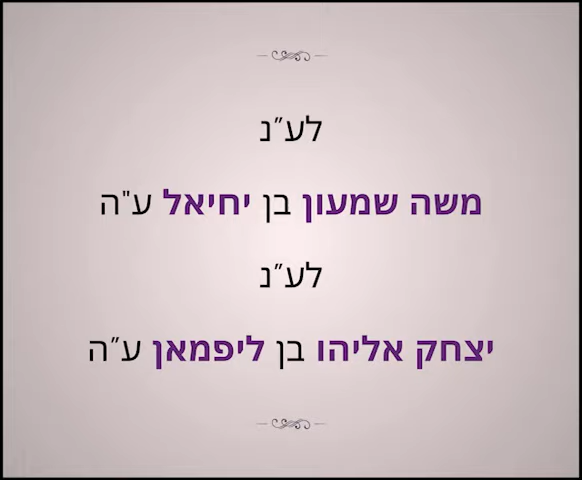 לע״נ
משה שמעון בן יחיאל ע"ה
לע״נ
יצחק אליהו בן ליפמאן ע״ה